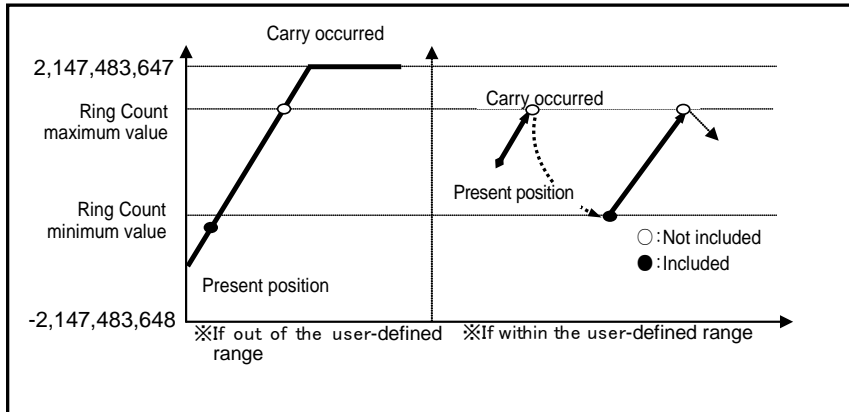 Carry occurred
2,147,483,647
Ring Count
maximum value
Carry occurred
Present position
Ring Count
minimum value
○:Not included
●:Included
Present position
-2,147,483,648
※If out of the user-defined
range
※If within the user-defined range